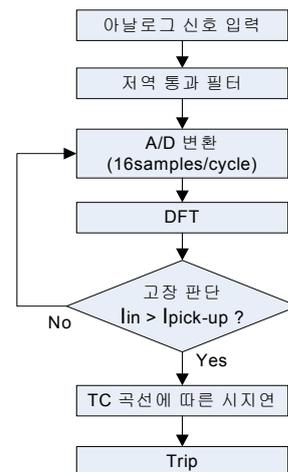 아날로그 신호 입력
저역 통과 필터
A/D 변환
(16samples/cycle)
DFT
고장 판단
Iin > Ipick-up ?
No
Yes
TC 곡선에 따른 시지연
Trip